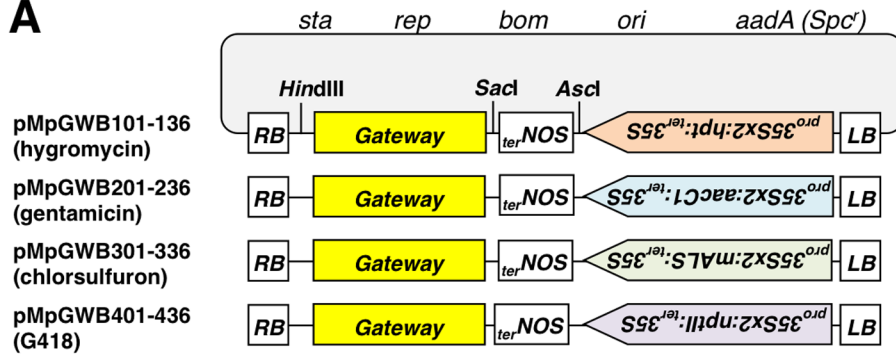 A
sta rep bom ori aadA (Spcʳ)
HindIII SacI AscI
pMpGWB101-136
(hygromycin)
RB Gateway terNOS pro35Sx2:hpt:ter35S LB
pMpGWB201-236
(gentamicin)
RB Gateway terNOS pro35Sx2:aacC1:ter35S LB
pMpGWB301-336
(chlorsulfuron)
RB Gateway terNOS pro35Sx2:mALS:ter35S LB
pMpGWB401-436
(G418)
RB Gateway terNOS pro35Sx2:nptII:ter35S LB